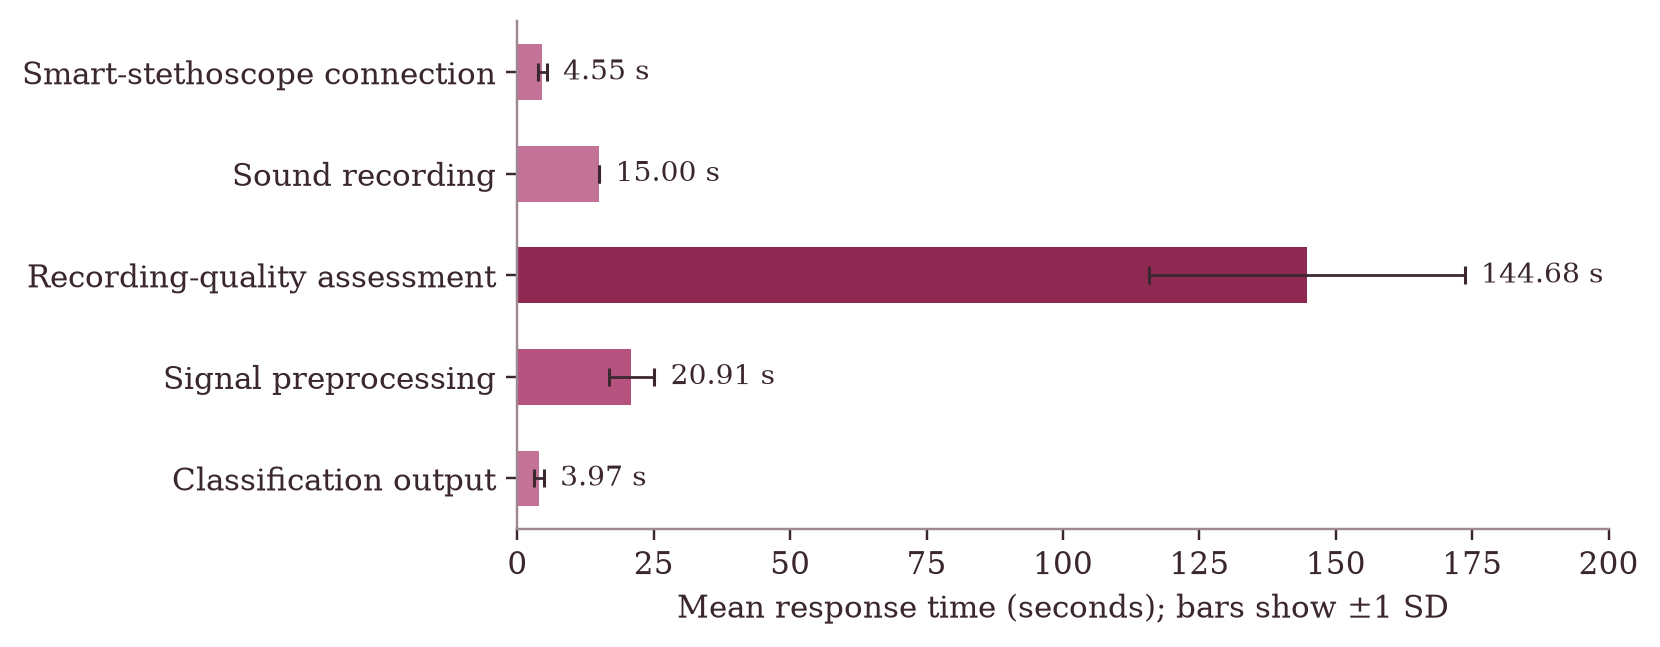 Smart-stethoscope connection 4.55 s
Sound recording 15.00 s
Recording-quality assessment 144.68 s
Signal preprocessing 20.91 s
Classification output 3.97 s
0 25 50 75 100 125 150 175 200
Mean response time (seconds); bars show ±1 SD